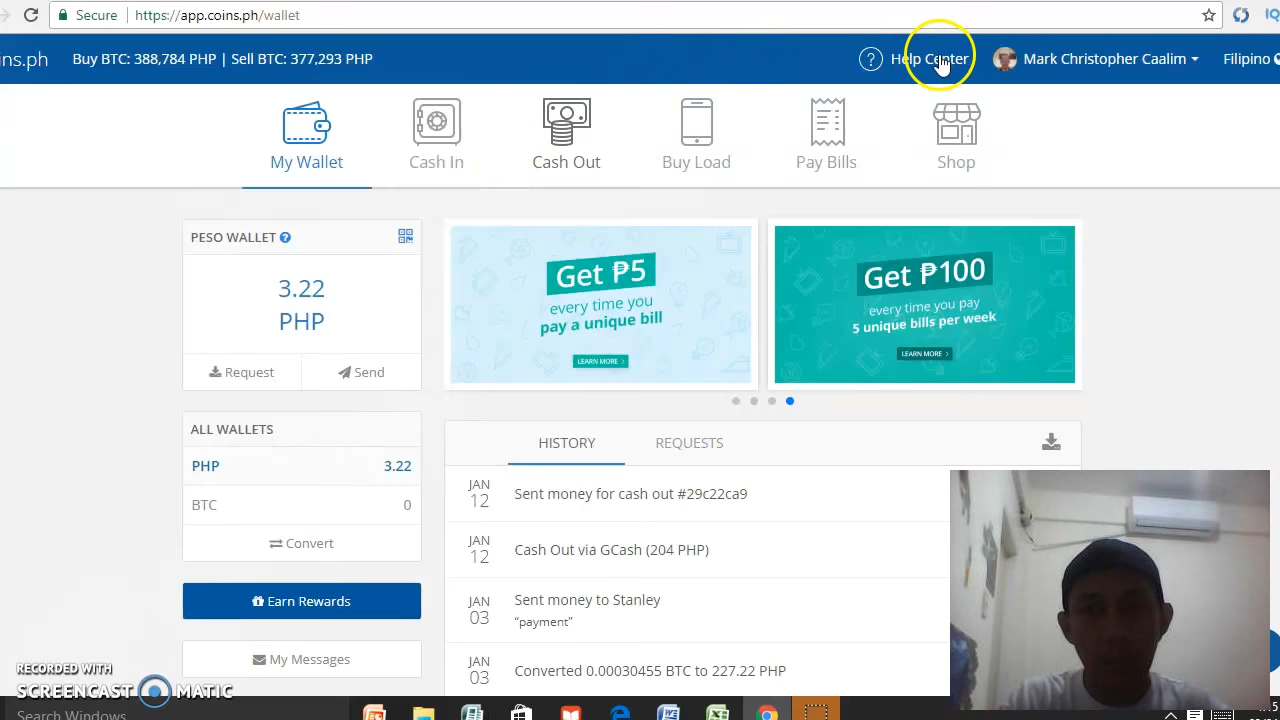 Secure https://app.coins.ph/wallet
ins.ph Buy BTC: 388,784 PHP | Sell BTC: 377,293 PHP ? Help Center Mark Christopher Caalim Filipino
My Wallet Cash In Cash Out Buy Load Pay Bills Shop
PESO WALLET ?
3.22
PHP
Request Send
ALL WALLETS
PHP 3.22
BTC 0
Convert
Earn Rewards
My Messages
Get ₱5
every time you
pay a unique bill
LEARN MORE >
Get ₱100
every time you pay
5 unique bills per week
LEARN MORE >
HISTORY REQUESTS
JAN
12
Sent money for cash out #29c22ca9
JAN
12
Cash Out via GCash (204 PHP)
JAN
03
Sent money to Stanley
“payment”
JAN
03
Converted 0.00030455 BTC to 227.22 PHP
RECORDED WITH
SCREENCAST MATIC
Search Windows